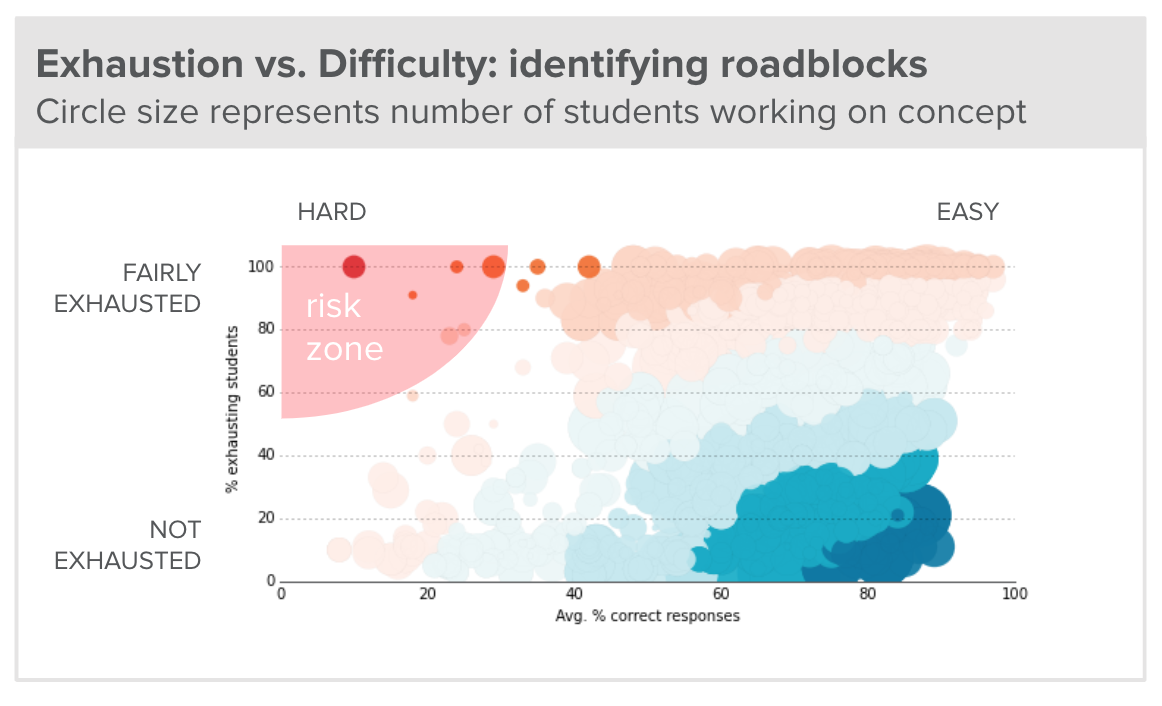 Exhaustion vs. Difficulty: identifying roadblocks
Circle size represents number of students working on concept
HARD
EASY
FAIRLY
EXHAUSTED
NOT
EXHAUSTED
% exhausting students
100
80
60
40
20
0
risk
zone
0
20
40
60
80
100
Avg. % correct responses